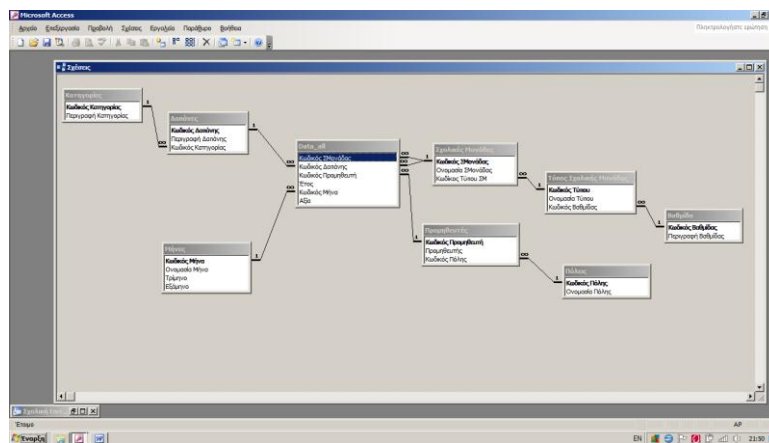 Microsoft Access
Αρχείο Επεξεργασία Προβολή Σχέσεις Εργαλεία Παράθυρο Βοήθεια
Πληκτρολογήστε ερώτηση
Σχέσεις
Κατηγορίες
Κωδικός Κατηγορίας
Περιγραφή Κατηγορίας
Δαπάνες
Κωδικός Δαπάνης
Περιγραφή Δαπάνης
Κωδικός Κατηγορίας
Data_all
Κωδικός ΣΜονάδας
Κωδικός Δαπάνης
Κωδικός Προμηθευτή
Έτος
Κωδικός Μήνα
Αξία
Σχολικές Μονάδες
Κωδικός ΣΜονάδας
Ονομασία ΣΜονάδας
Κωδικος Τύπου ΣΜ
Τύπος Σχολικής Μονάδας
Κωδικός Τύπου
Ονομασία Τύπου
Κωδικός Βαθμίδας
Βαθμίδα
Κωδικός Βαθμίδας
Περιγραφή Βαθμίδας
Μήνες
Κωδικός Μήνα
Ονομασία Μήνα
Τρίμηνο
Εξάμηνο
Προμηθευτές
Κωδικός Προμηθευτή
Προμηθευτής
Κωδικός Πόλης
Πόλεις
Κωδικός Πόλης
Ονομασία Πόλης
Έτοιμο
ΑΡ
Έναρξη
EN
21:50